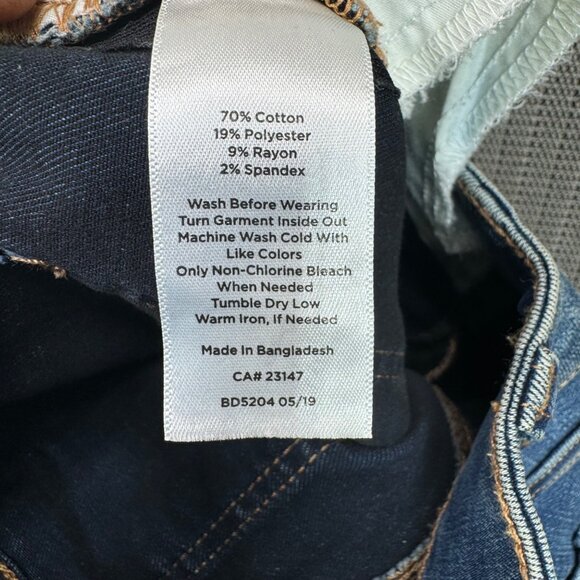 70% Cotton
19% Polyester
9% Rayon
2% Spandex
Wash Before Wearing
Turn Garment Inside Out
Machine Wash Cold With
Like Colors
Only Non-Chlorine Bleach
When Needed
Tumble Dry Low
Warm Iron, If Needed
Made in Bangladesh
CA# 23147
BD5204 05/19